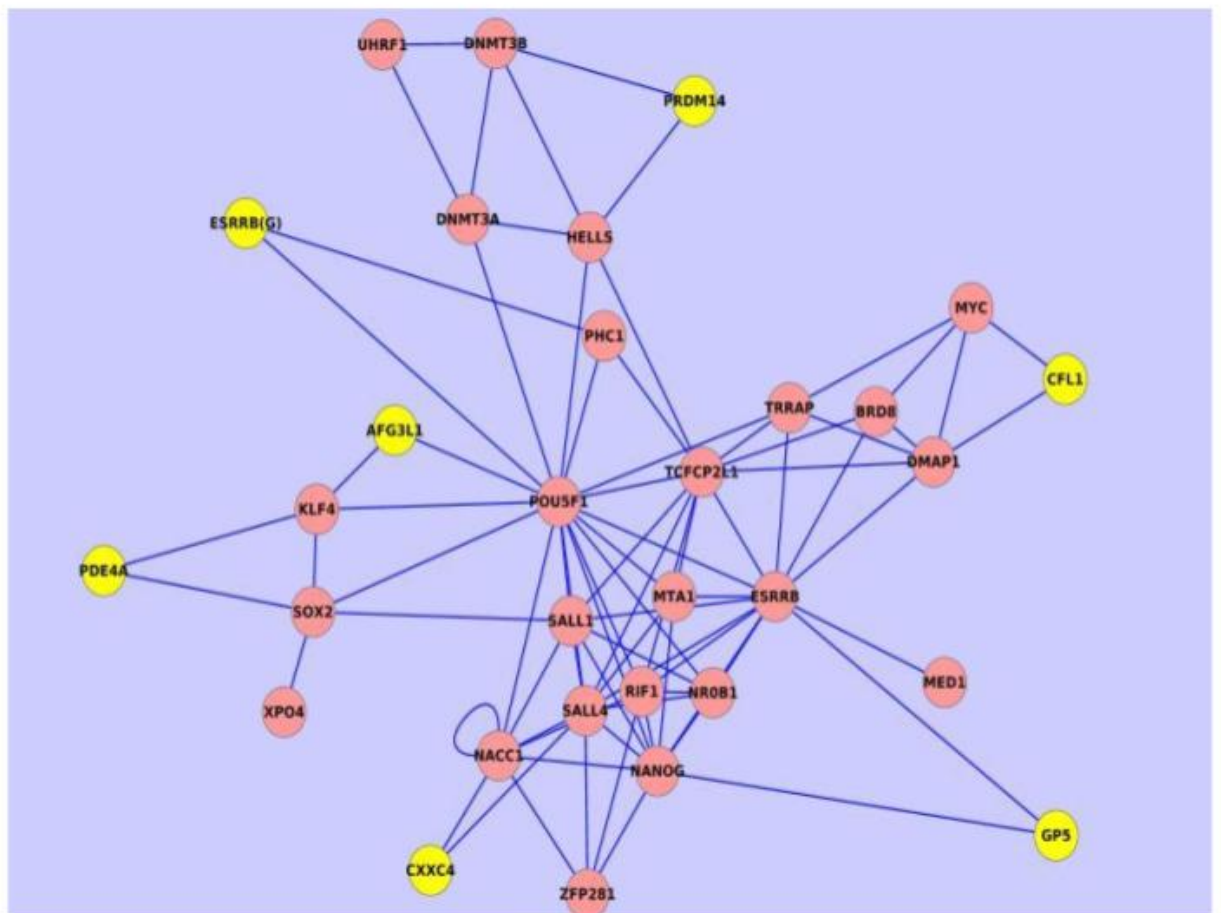 UHRF1
DNMT3B
PRDM14
DNMT3A
ESRRB(G)
HELLS
MYC
PHC1
CFL1
TRRAP
BRD8
AFG3L1
DMAP1
TCFCP2L1
POU5F1
KLF4
PDE4A
MTA1
ESRRB
SOX2
SALL1
MED1
RIF1
NR0B1
SALL4
XPO4
NACC1
NANOG
GP5
CXXC4
ZFP281